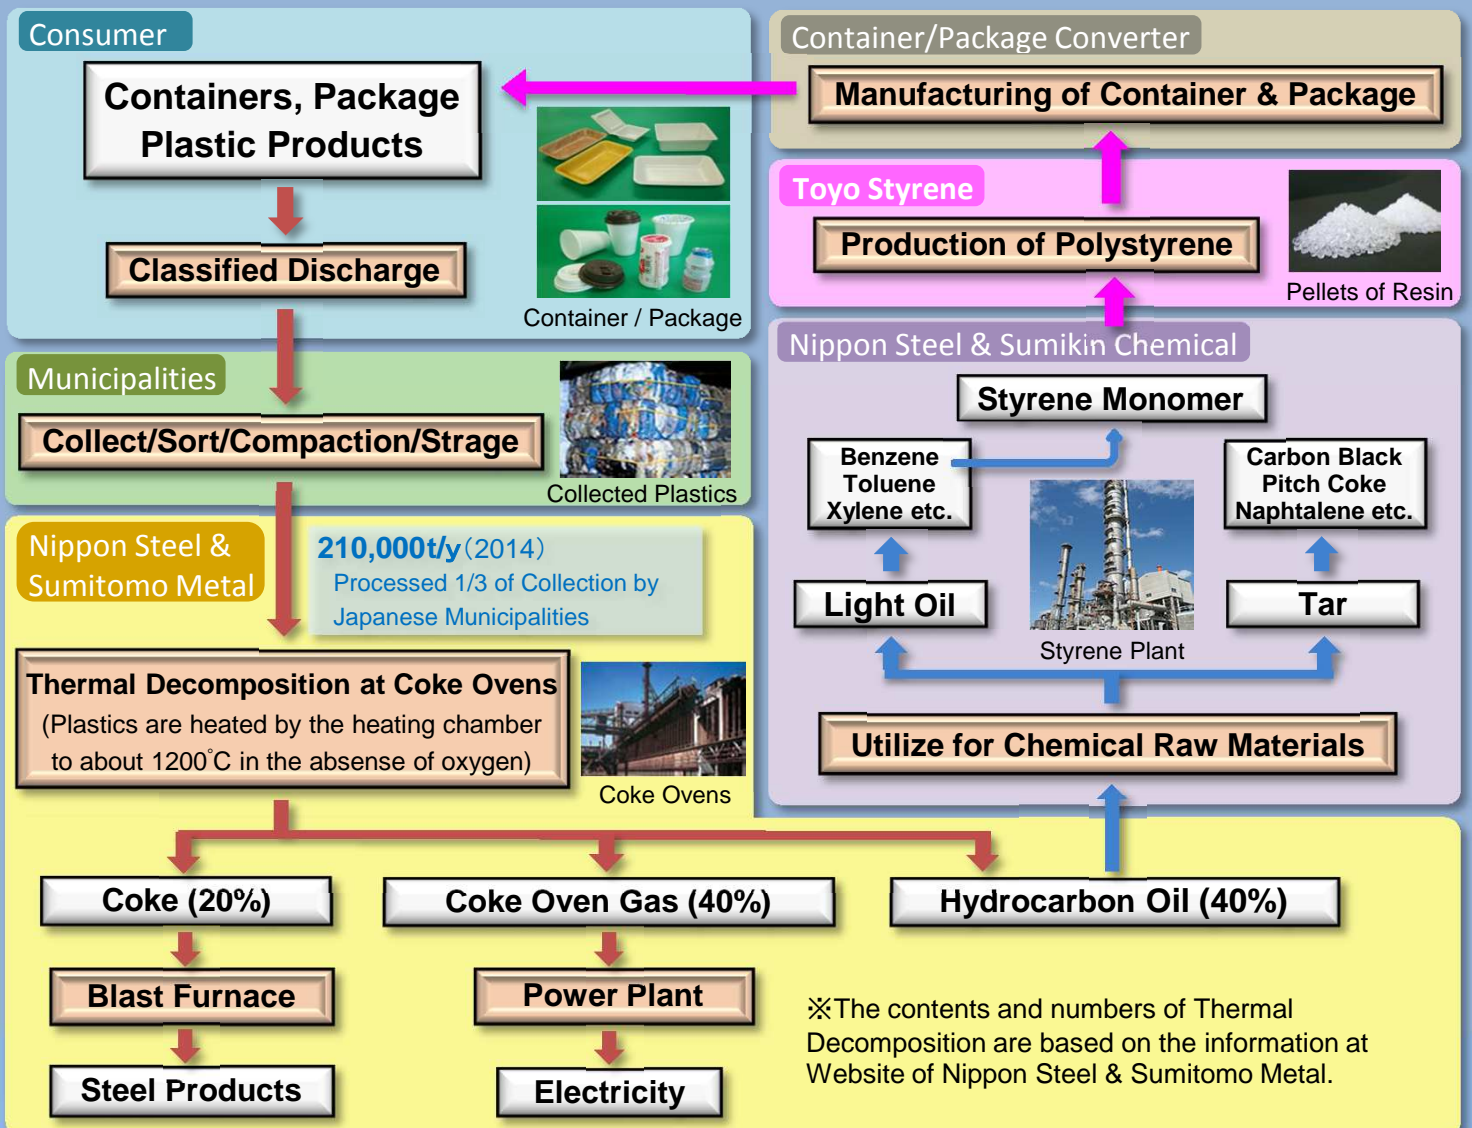 Consumer
Containers, Package
Plastic Products
Classified Discharge
Container / Package
Municipalities
Collect/Sort/Compaction/Strage
Collected Plastics
Nippon Steel &
Sumitomo Metal
210,000t/y(2014)
Processed 1/3 of Collection by
Japanese Municipalities
Thermal Decomposition at Coke Ovens
(Plastics are heated by the heating chamber
to about 1200°C in the absense of oxygen)
Coke Ovens
Container/Package Converter
Manufacturing of Container & Package
Toyo Styrene
Production of Polystyrene
Pellets of Resin
Nippon Steel & Sumikin Chemical
Styrene Monomer
Benzene
Toluene
Xylene etc.
Carbon Black
Pitch Coke
Naphtalene etc.
Light Oil
Tar
Styrene Plant
Utilize for Chemical Raw Materials
Coke (20%)
Coke Oven Gas (40%)
Hydrocarbon Oil (40%)
Blast Furnace
Power Plant
Steel Products
Electricity
※The contents and numbers of Thermal
Decomposition are based on the information at
Website of Nippon Steel & Sumitomo Metal.